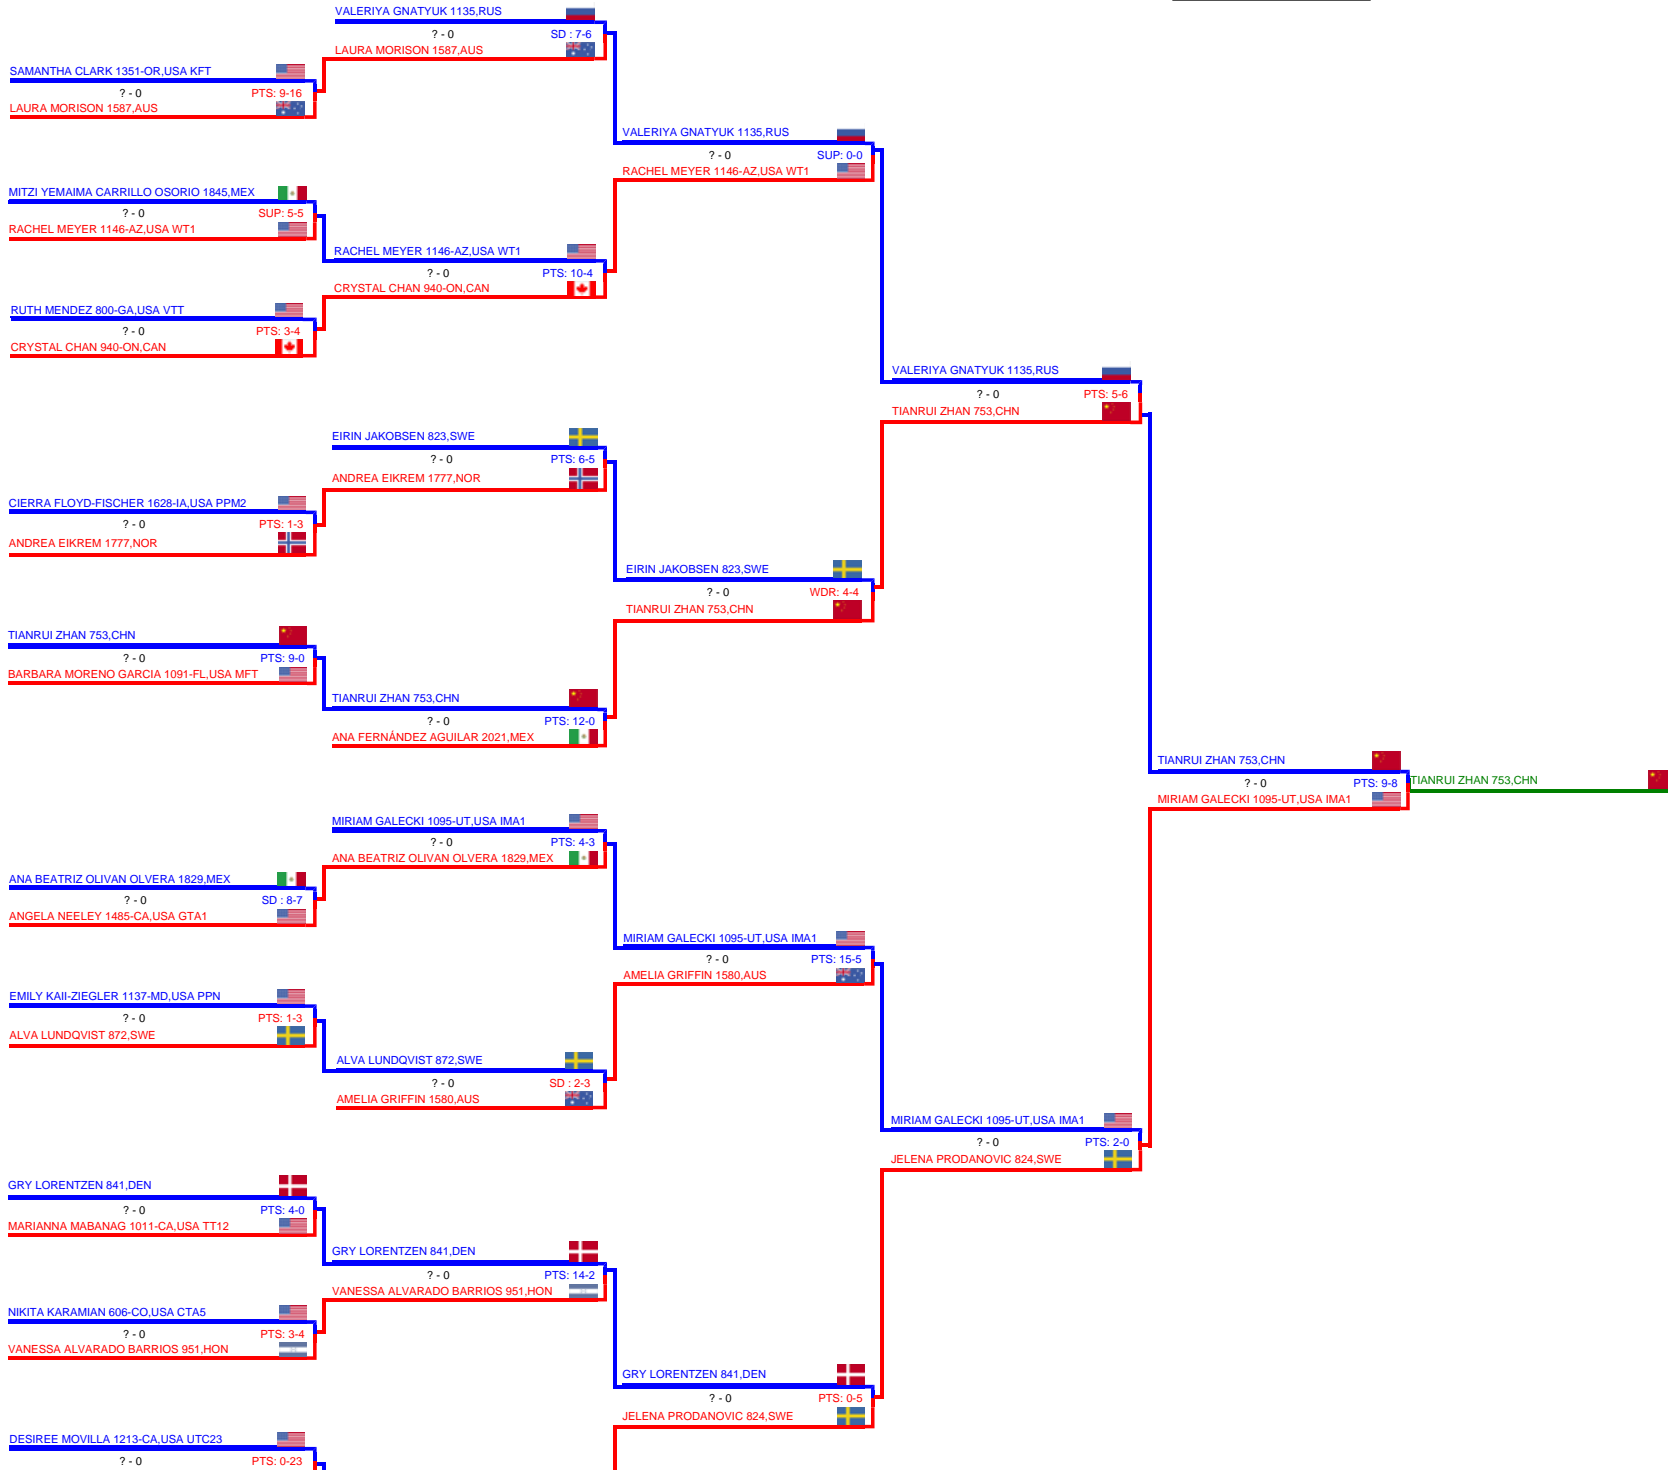 VALERIYA GNATYUK 1135,RUS
? - 0 SD : 7-6
LAURA MORISON 1587,AUS
SAMANTHA CLARK 1351-OR,USA KFT
? - 0 PTS: 9-16
LAURA MORISON 1587,AUS
VALERIYA GNATYUK 1135,RUS
? - 0 SUP: 0-0
RACHEL MEYER 1146-AZ,USA WT1
MITZI YEMAIMA CARRILLO OSORIO 1845,MEX
? - 0 SUP: 5-5
RACHEL MEYER 1146-AZ,USA WT1
RACHEL MEYER 1146-AZ,USA WT1
? - 0 PTS: 10-4
CRYSTAL CHAN 940-ON,CAN
RUTH MENDEZ 800-GA,USA VTT
? - 0 PTS: 3-4
CRYSTAL CHAN 940-ON,CAN
VALERIYA GNATYUK 1135,RUS
? - 0 PTS: 5-6
TIANRUI ZHAN 753,CHN
EIRIN JAKOBSEN 823,SWE
? - 0 PTS: 6-5
ANDREA EIKREM 1777,NOR
CIERRA FLOYD-FISCHER 1628-IA,USA PPM2
? - 0 PTS: 1-3
ANDREA EIKREM 1777,NOR
EIRIN JAKOBSEN 823,SWE
? - 0 WDR: 4-4
TIANRUI ZHAN 753,CHN
TIANRUI ZHAN 753,CHN
? - 0 PTS: 9-0
BARBARA MORENO GARCIA 1091-FL,USA MFT
TIANRUI ZHAN 753,CHN
? - 0 PTS: 12-0
ANA FERNÁNDEZ AGUILAR 2021,MEX
TIANRUI ZHAN 753,CHN
? - 0 PTS: 9-8
MIRIAM GALECKI 1095-UT,USA IMA1
TIANRUI ZHAN 753,CHN
MIRIAM GALECKI 1095-UT,USA IMA1
? - 0 PTS: 4-3
ANA BEATRIZ OLIVAN OLVERA 1829,MEX
ANA BEATRIZ OLIVAN OLVERA 1829,MEX
? - 0 SD : 8-7
ANGELA NEELEY 1485-CA,USA GTA1
MIRIAM GALECKI 1095-UT,USA IMA1
? - 0 PTS: 15-5
AMELIA GRIFFIN 1580,AUS
EMILY KAII-ZIEGLER 1137-MD,USA PPN
? - 0 PTS: 1-3
ALVA LUNDQVIST 872,SWE
ALVA LUNDQVIST 872,SWE
? - 0 SD : 2-3
AMELIA GRIFFIN 1580,AUS
MIRIAM GALECKI 1095-UT,USA IMA1
? - 0 PTS: 2-0
JELENA PRODANOVIC 824,SWE
GRY LORENTZEN 841,DEN
? - 0 PTS: 4-0
MARIANNA MABANAG 1011-CA,USA TT12
GRY LORENTZEN 841,DEN
? - 0 PTS: 14-2
VANESSA ALVARADO BARRIOS 951,HON
NIKITA KARAMIAN 606-CO,USA CTA5
? - 0 PTS: 3-4
VANESSA ALVARADO BARRIOS 951,HON
GRY LORENTZEN 841,DEN
? - 0 PTS: 0-5
JELENA PRODANOVIC 824,SWE
DESIREE MOVILLA 1213-CA,USA UTC23
? - 0 PTS: 0-23